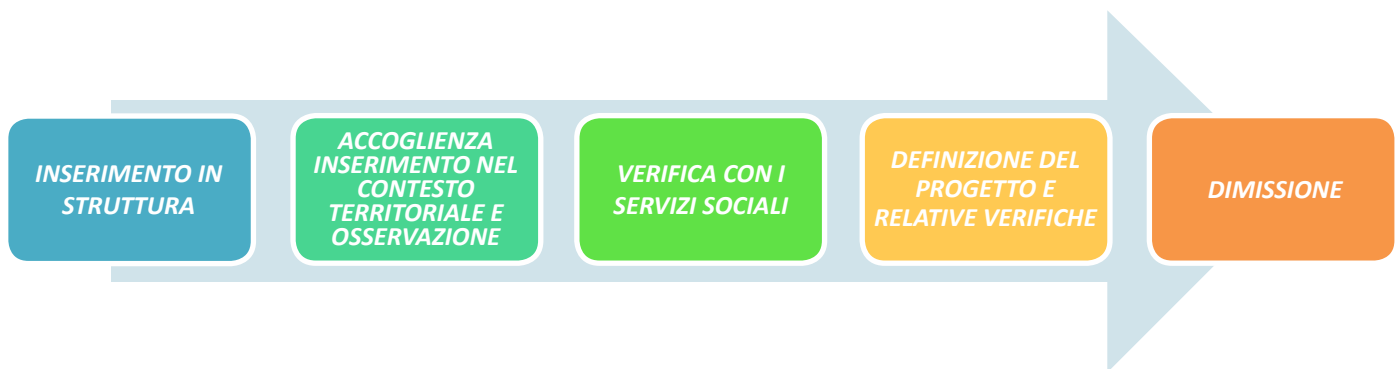 INSERIMENTO IN
STRUTTURA
ACCOGLIENZA
INSERIMENTO NEL
CONTESTO
TERRITORIALE E
OSSERVAZIONE
VERIFICA CON I
SERVIZI SOCIALI
DEFINIZIONE DEL
PROGETTO E
RELATIVE VERIFICHE
DIMISSIONE